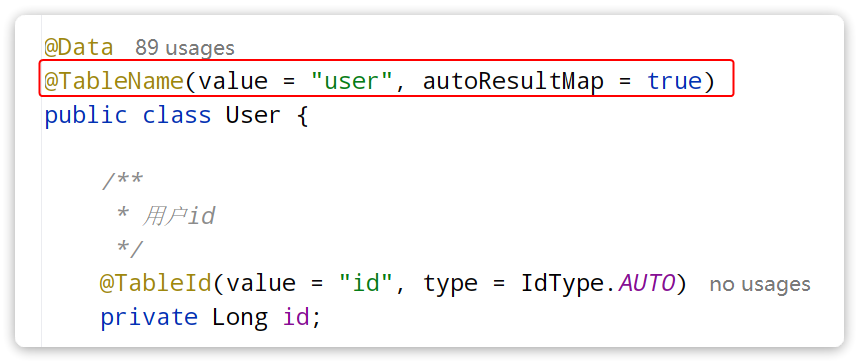 @Data 89 usages
@TableName(value = "user", autoResultMap = true)
public class User {
/**
* 用户id
*/
@TableId(value = "id", type = IdType.AUTO) no usages
private Long id;